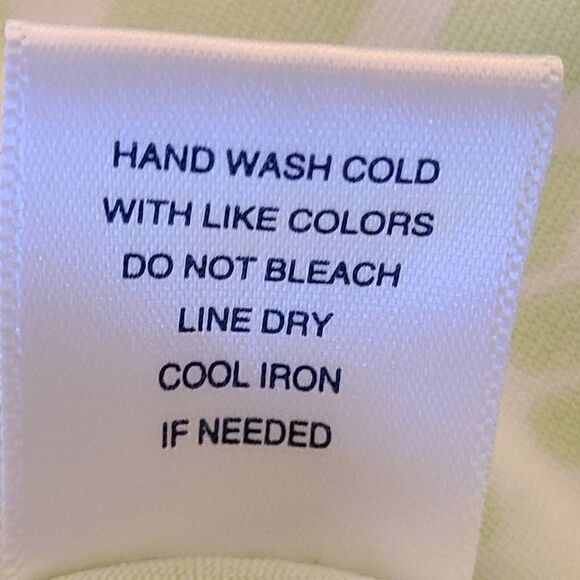 HAND WASH COLD
WITH LIKE COLORS
DO NOT BLEACH
LINE DRY
COOL IRON
IF NEEDED